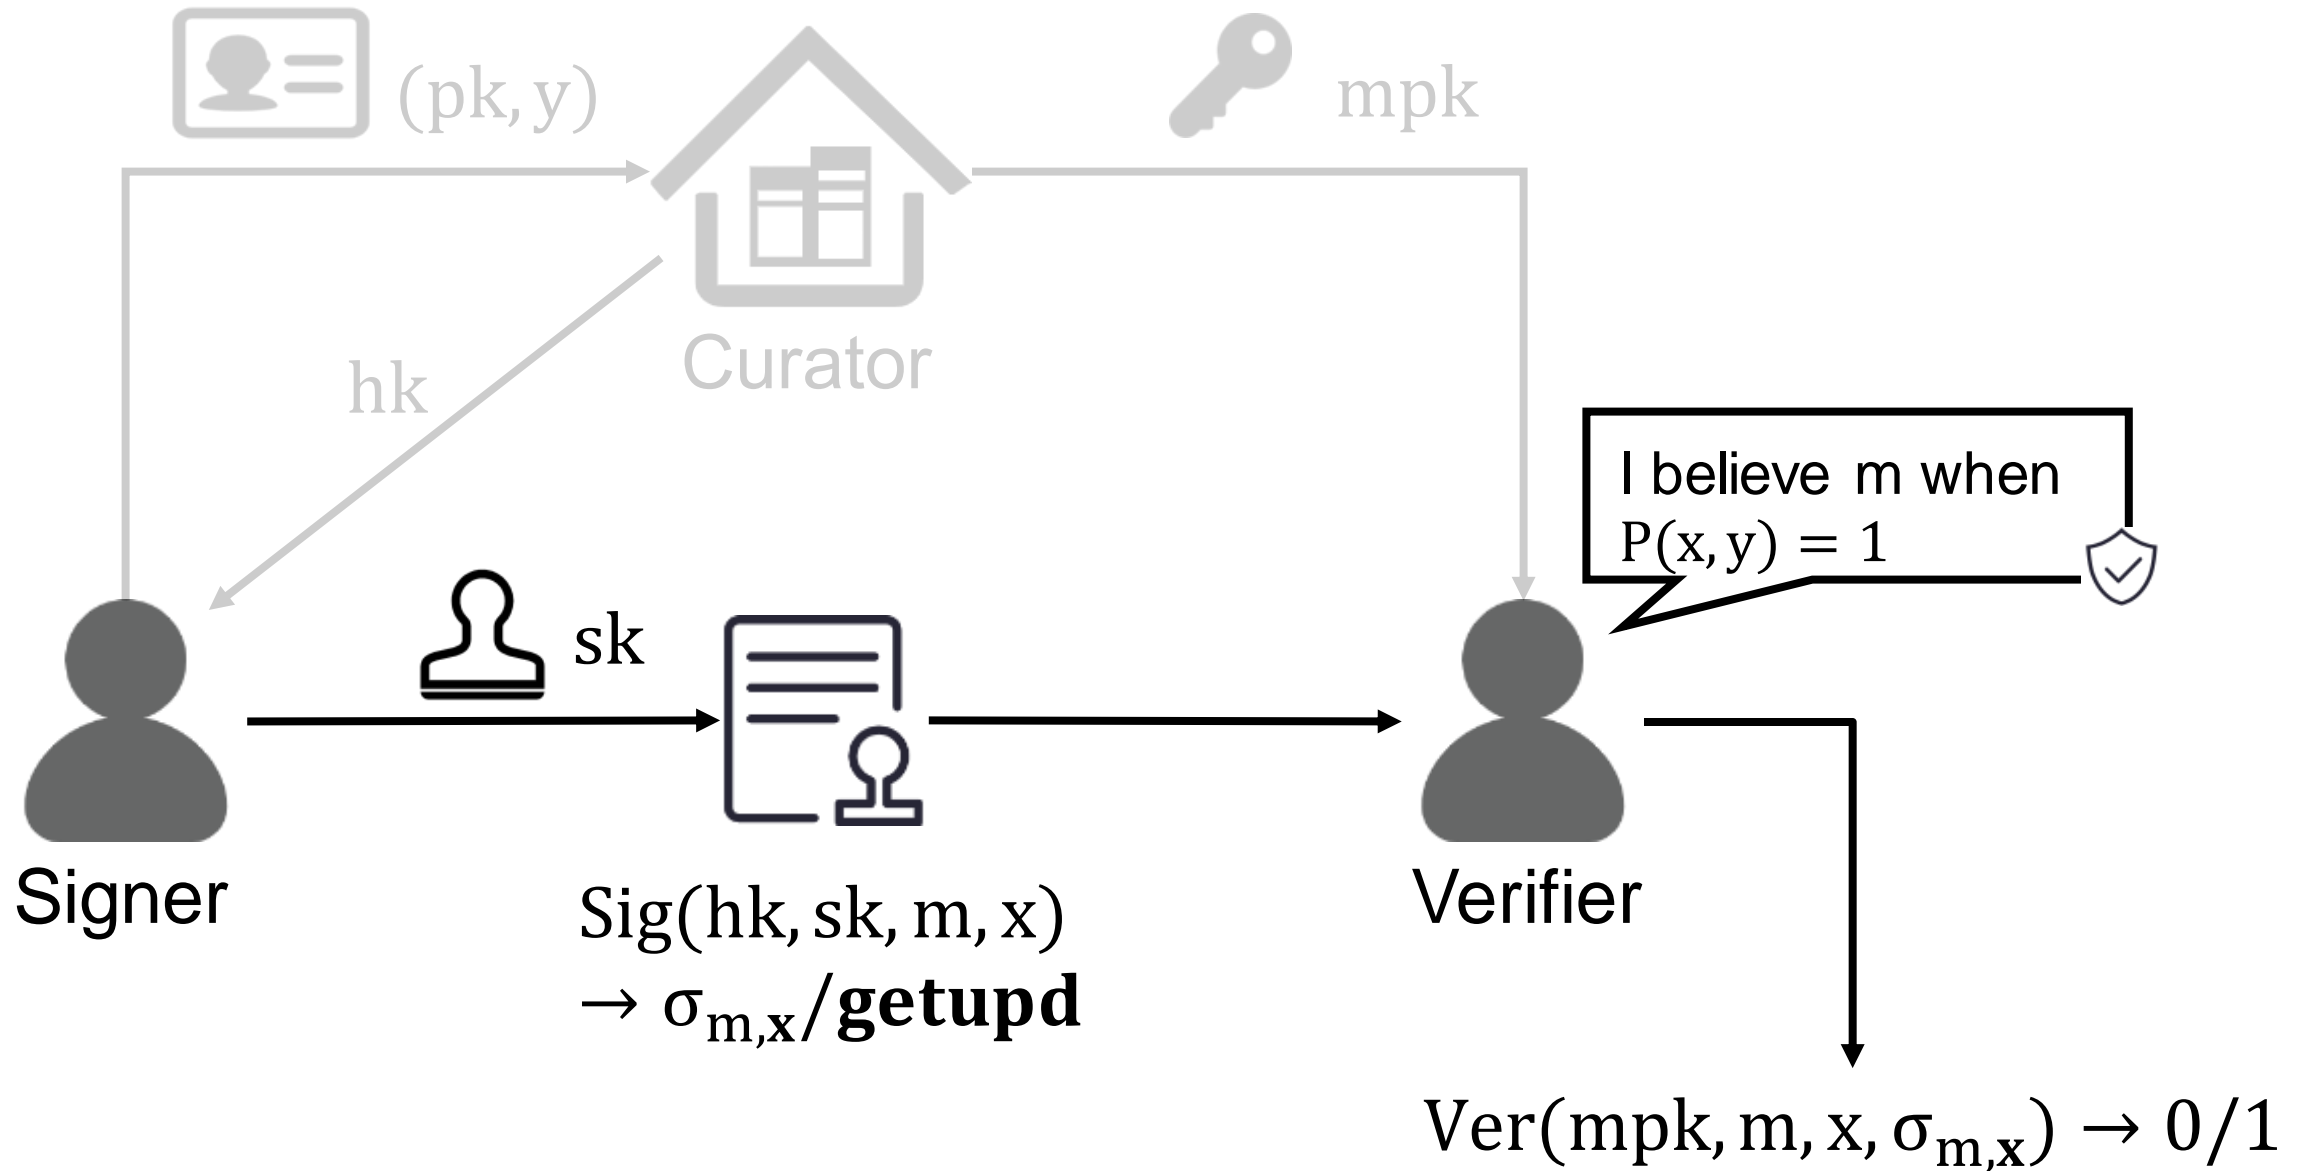 (pk, y)
mpk
Curator
hk
I believe m when
P(x, y) = 1
sk
Signer
Verifier
Sig(hk, sk, m, x)
→ σₘ,ₓ/getupd
Ver(mpk, m, x, σₘ,ₓ) → 0/1